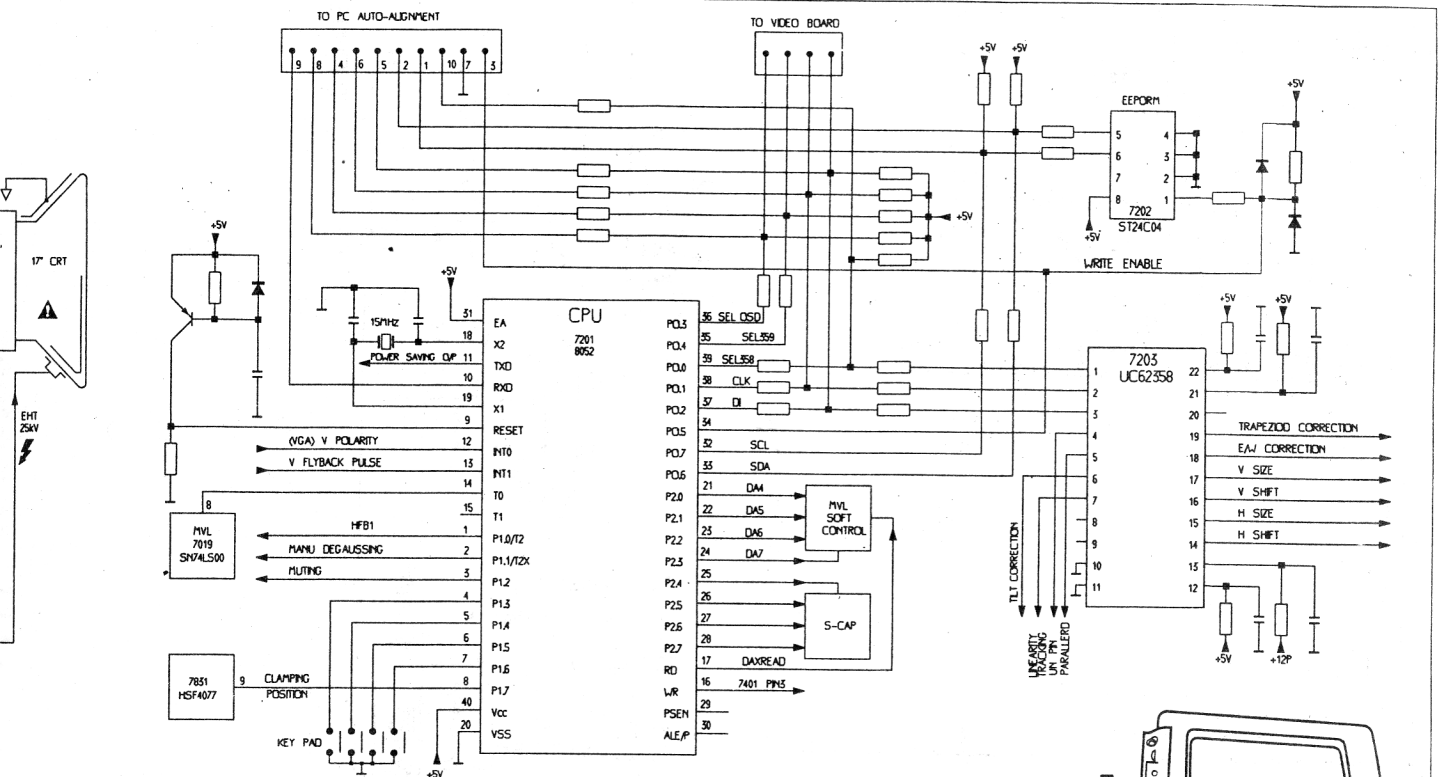 TO PC AUTO-ALIGNMENT
9 8 4 6 5 2 1 10 7 3
TO VIDEO BOARD
+5V +5V
EEPORM
5 4
6 3
7 2
8 1
7202
ST24C04
+5V
+5V
+5V
WRITE ENABLE
17" CRT
EHT
25kV
+5V
+5V
15MHz
POWER SAVING O/P
(VGA) V POLARITY
V FLYBACK PULSE
8
MVL
7019
SN74LS00
HFB1
MANU DEGAUSSING
MUTING
7831
HSF4077
9 CLAMPING
POSITION
KEY PAD
+5V
CPU
7201
8052
31 EA
18 X2
11 TXD
10 RXD
19 X1
9 RESET
12 INT0
13 INT1
14 T0
15 T1
1 P1.0/T2
2 P1.1/T2X
3 P1.2
4 P1.3
5 P1.4
6 P1.5
7 P1.6
8 P1.7
40 Vcc
20 VSS
P0.3 36 SEL OSD
P0.4 35 SEL359
P0.0 39 SEL358
P0.1 38 CLK
P0.2 37 DI
P0.5 34
P0.7 32 SCL
P0.6 33 SDA
P2.0 21 DA4
P2.1 22 DA5
P2.2 23 DA6
P2.3 24 DA7
P2.4 25
P2.5 26
P2.6 27
P2.7 28
RD 17 DAXREAD
WR 16 7401 PIN3
PSEN 29
ALE/P 30
MVL
SOFT
CONTROL
S-CAP
7203
UC62358
1 22
2 21
3 20
4 19
5 18
6 17
7 16
8 15
9 14
10 13
11 12
+5V +5V
TRAPEZIOD CORRECTION
E/W CORRECTION
V SIZE
V SHIFT
H SIZE
H SHIFT
+5V +12P
TILT CORRECTION
LINEARITY
TRACKING
UN PIN
PARALLERD